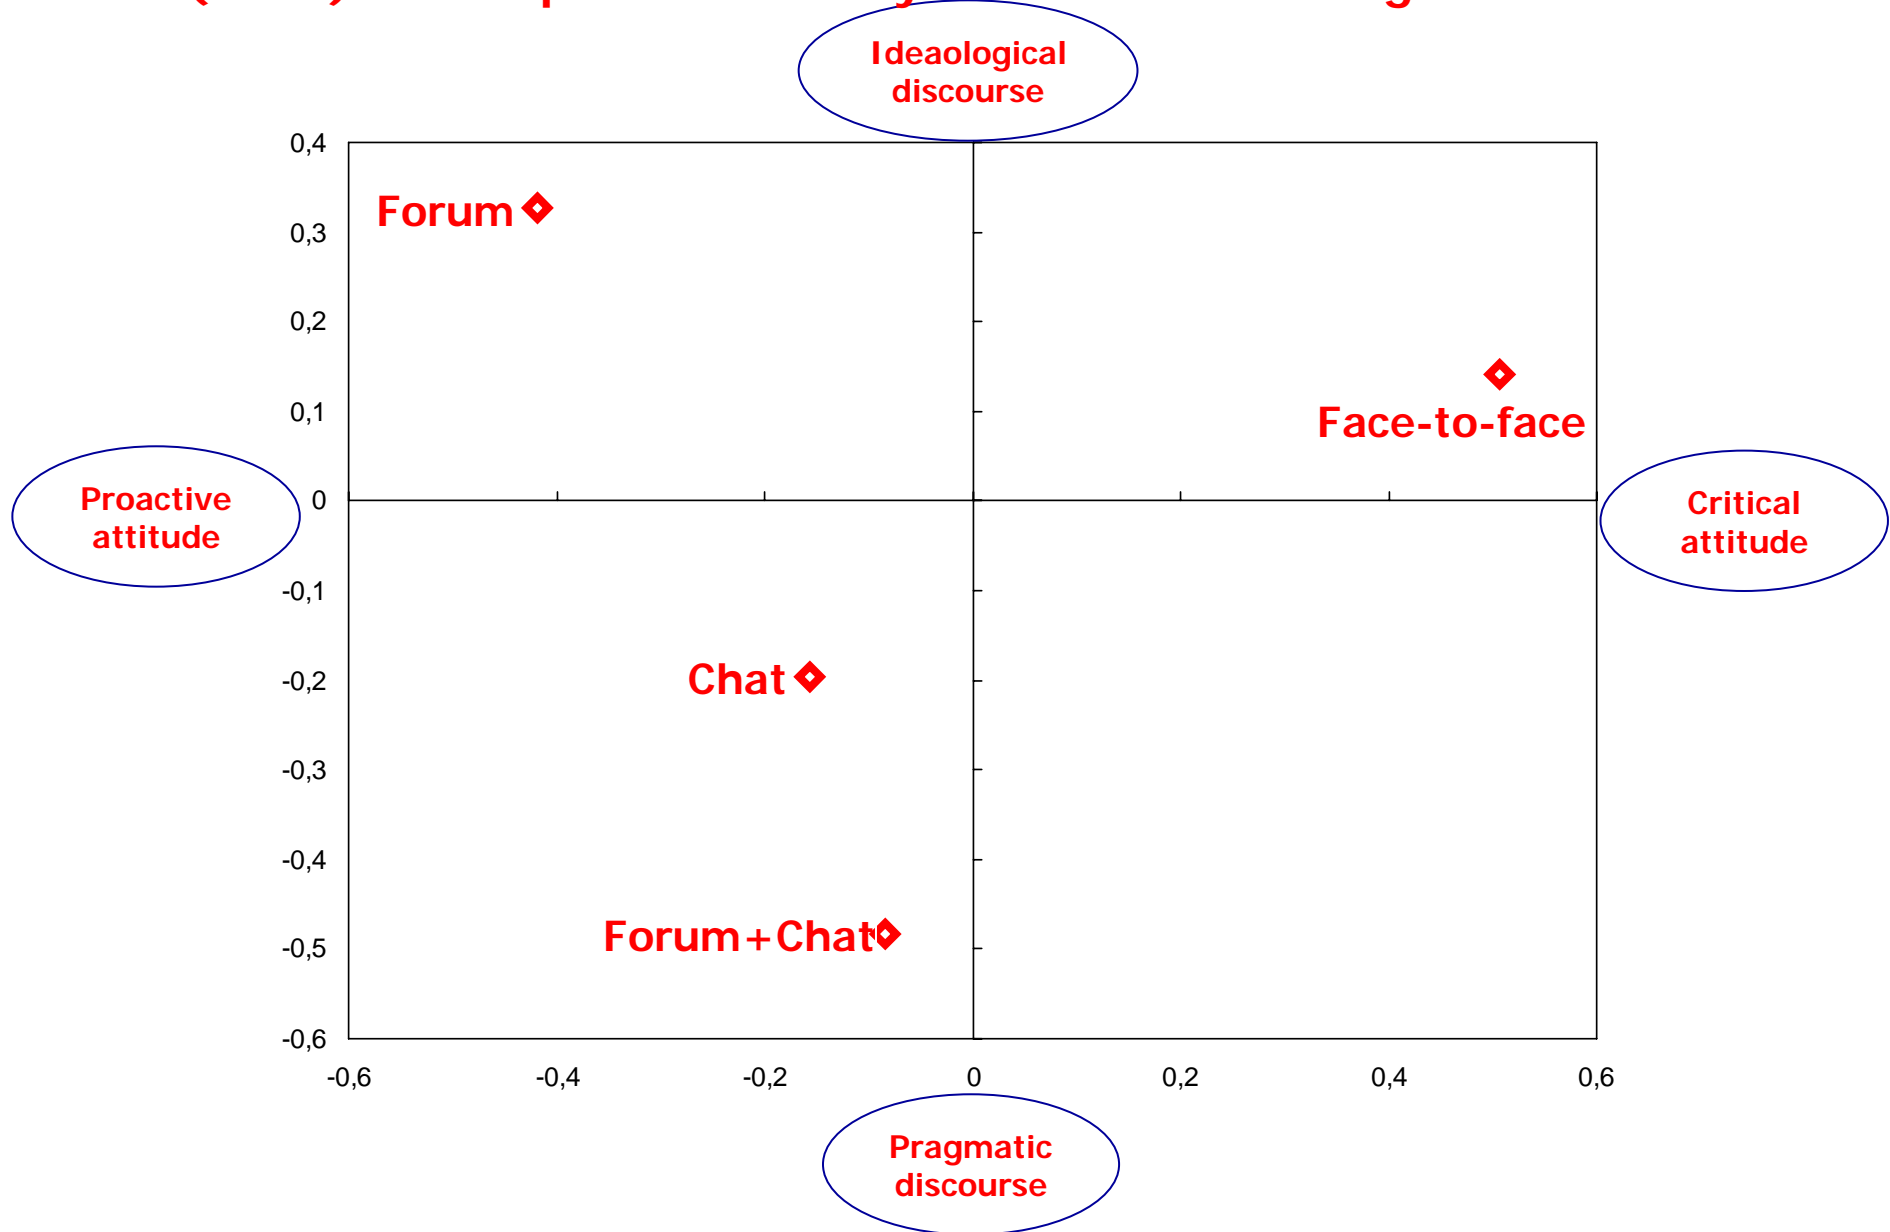 Ideaological
discourse
0,4
Forum
0,3
0,2
0,1
Face-to-face
Proactive
attitude
0
Critical
attitude
-0,1
Chat
-0,2
-0,3
-0,4
Forum+Chat
-0,5
-0,6
-0,6 -0,4 -0,2 0 0,2 0,4 0,6
Pragmatic
discourse